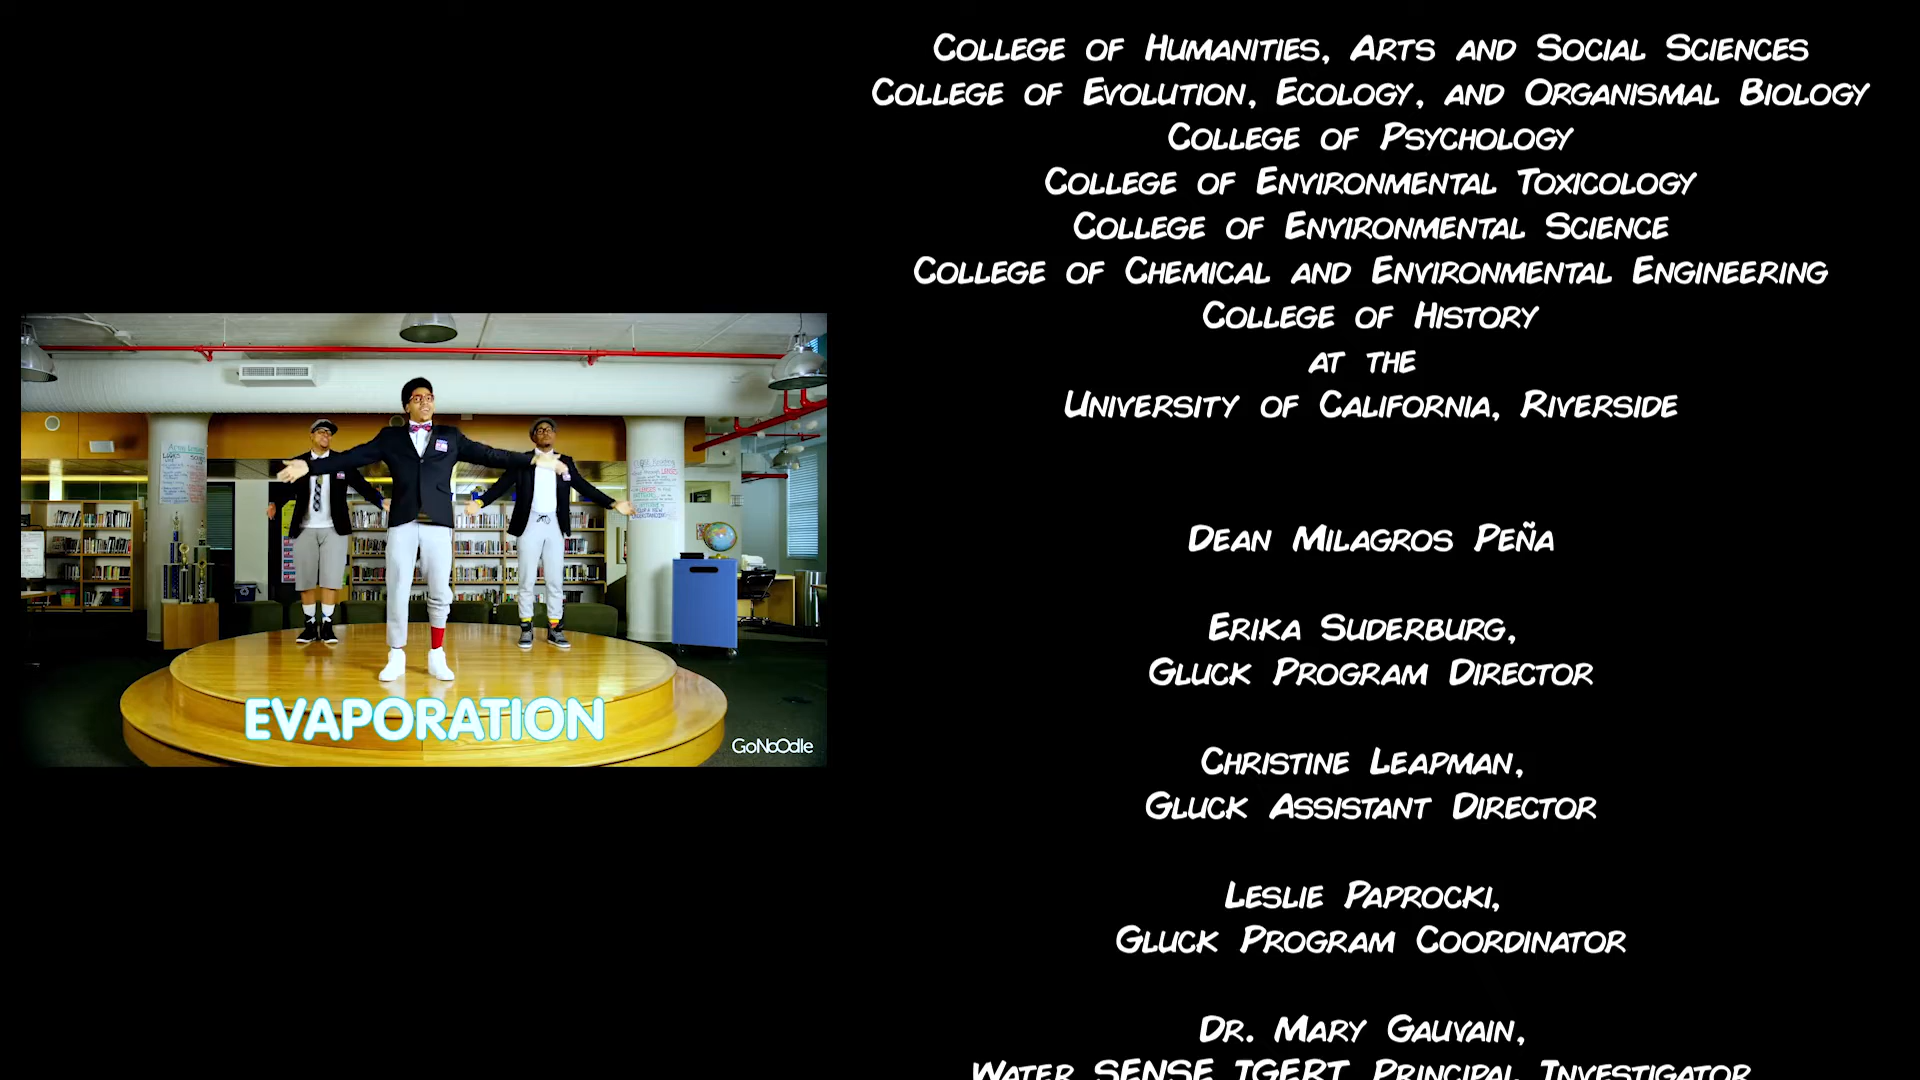 College of Humanities, Arts and Social Sciences
College of Evolution, Ecology, and Organismal Biology
College of Psychology
College of Environmental Toxicology
College of Environmental Science
College of Chemical and Environmental Engineering
College of History
at the
University of California, Riverside
Dean Milagros Peña
Erika Suderburg,
Gluck Program Director
Christine Leapman,
Gluck Assistant Director
Leslie Paprocki,
Gluck Program Coordinator
Dr. Mary Gauvain,
Water SENSE IGERT Principal Investigator
EVAPORATION
GoNoodle